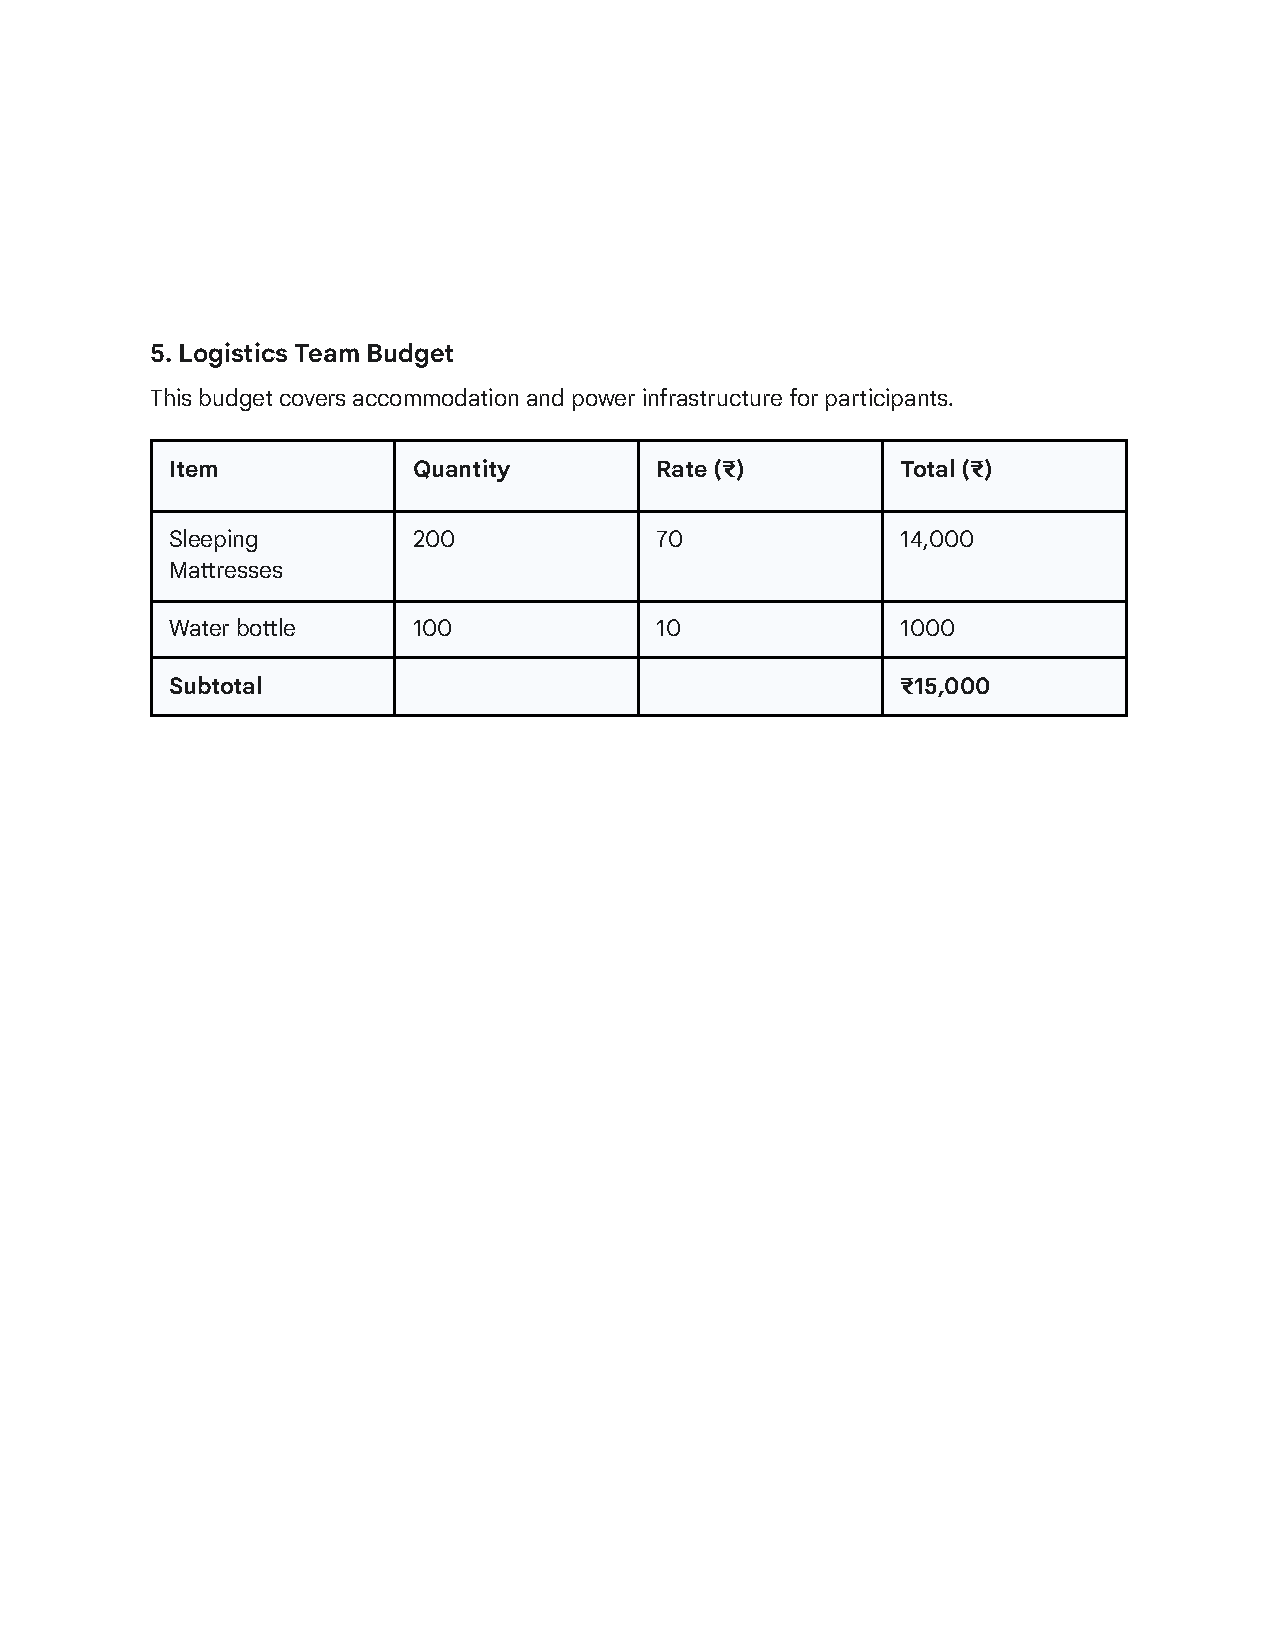 5. Logistics Team Budget
This budget covers accommodation and power infrastructure for participants.
Item Quantity Rate (₹) Total (₹)
Sleeping Mattresses 200 70 14,000
Water bottle 100 10 1000
Subtotal ₹15,000